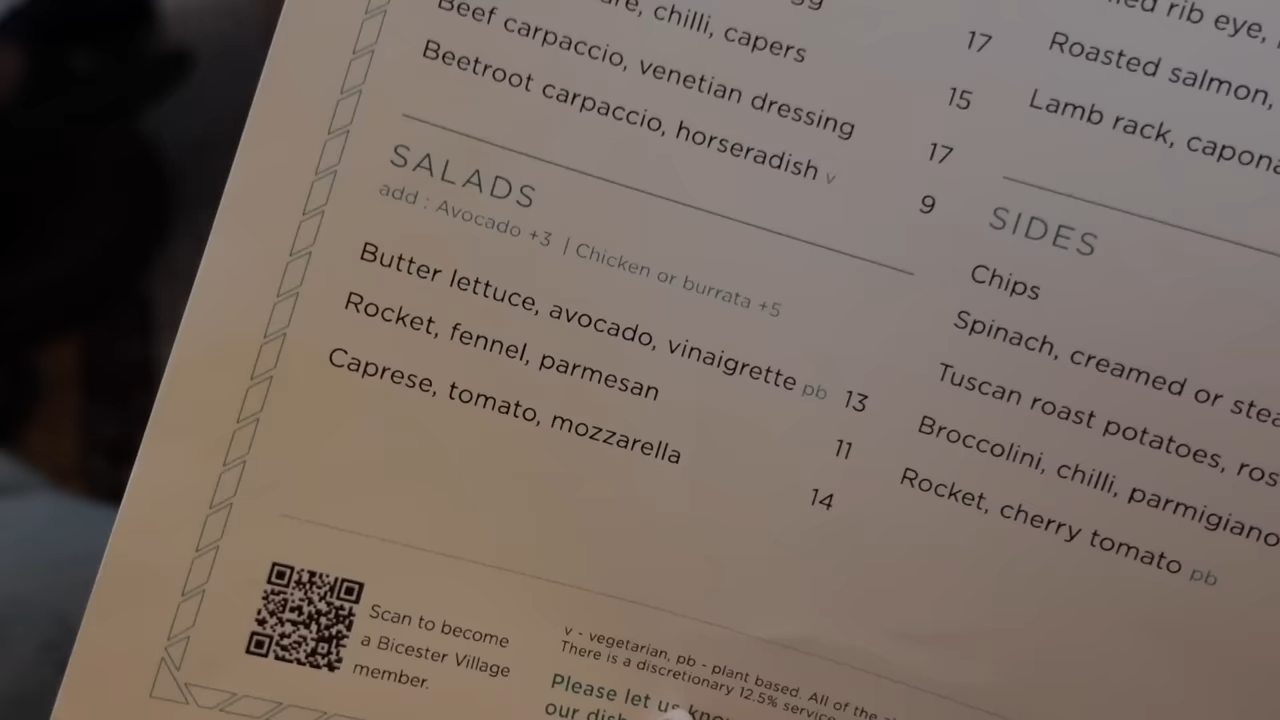 chilli, capers
17
Beef carpaccio, venetian dressing
15
Beetroot carpaccio, horseradish v
17
9
SALADS
add : Avocado +3 | Chicken or burrata +5
Butter lettuce, avocado, vinaigrette pb 13
Rocket, fennel, parmesan 11
Caprese, tomato, mozzarella 14
rib eye,
Roasted salmon,
Lamb rack,
SIDES
Chips
Spinach, creamed or
Tuscan roast potatoes,
Broccolini, chilli, parmigiano
Rocket, cherry tomato pb
Scan to become
a Bicester Village
member.
v - vegetarian, pb - plant based. All of the
There is a discretionary 12.5% service
Please let us
our